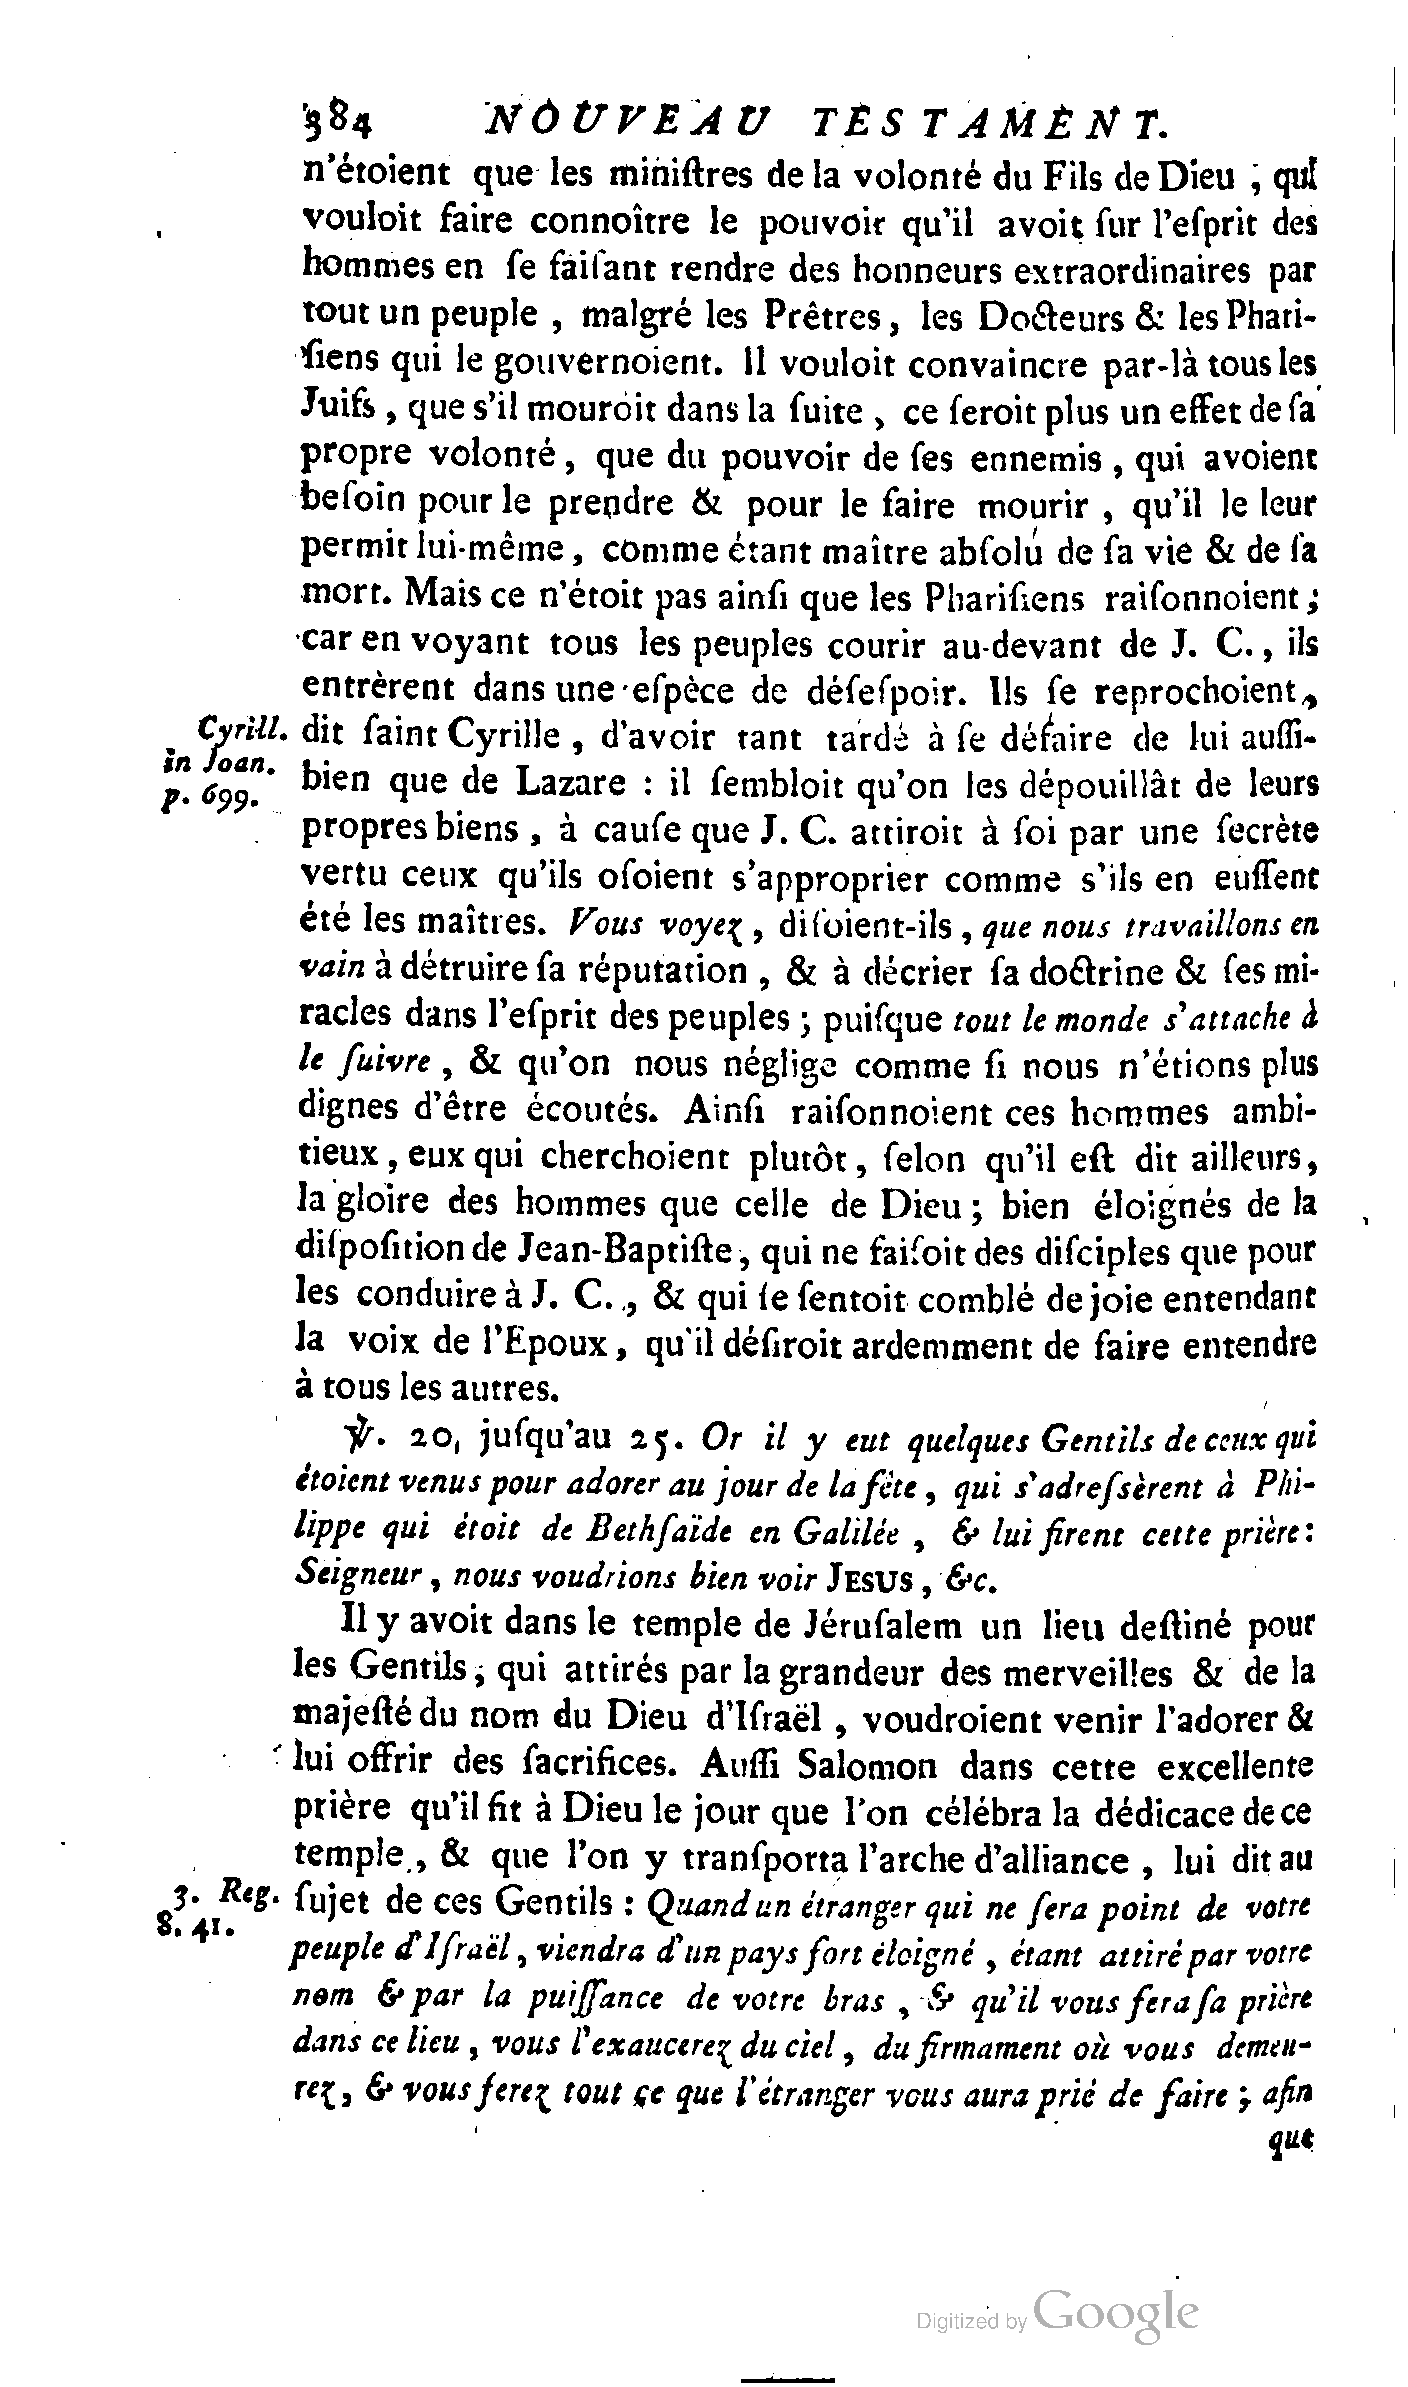 384 NOUVEAU TESTAMENT.
n'étoient que les miniſtres de la volonté du Fils de Dieu ; qui
vouloit faire connoître le pouvoir qu'il avoit ſur l'eſprit des
hommes en ſe faiſant rendre des honneurs extraordinaires par
tout un peuple , malgré les Prêtres, les Docteurs & les Phari-
ſiens qui le gouvernoient. Il vouloit convaincre par-là tous les
Juifs , que s'il mouroit dans la ſuite , ce ſeroit plus un effet de ſa
propre volonté, que du pouvoir de ſes ennemis , qui avoient
beſoin pour le prendre & pour le faire mourir , qu'il le leur
permit lui-même, comme étant maître abſolu de ſa vie & de ſa
mort. Mais ce n'étoit pas ainſi que les Phariſiens raiſonnoient ;
car en voyant tous les peuples courir au-devant de J. C., ils
entrèrent dans une eſpèce de déſeſpoir. Ils ſe reprochoient,
Cyrill. dit ſaint Cyrille , d'avoir tant tardé à ſe défaire de lui auſſi-
in Joan. bien que de Lazare : il ſembloit qu'on les dépouillât de leurs
p. 699.
propres biens , à cauſe que J. C. attiroit à ſoi par une ſecrète
vertu ceux qu'ils oſoient s'approprier comme s'ils en euſſent
été les maîtres. Vous voyez, diſoient-ils, que nous travaillons en
vain à détruire ſa réputation , & à décrier ſa doctrine & ſes mi-
racles dans l'eſprit des peuples ; puiſque tout le monde s'attache à
le ſuivre , & qu'on nous néglige comme ſi nous n'étions plus
dignes d'être écoutés. Ainſi raiſonnoient ces hommes ambi-
tieux , eux qui cherchoient plutôt , ſelon qu'il eſt dit ailleurs,
la gloire des hommes que celle de Dieu ; bien éloignés de la
diſpoſition de Jean-Baptiſte, qui ne faiſoit des diſciples que pour
les conduire à J. C., & qui ſe ſentoit comblé de joie entendant
la voix de l'Epoux, qu'il déſiroit ardemment de faire entendre
à tous les autres.
℣. 20, juſqu'au 25. Or il y eut quelques Gentils de ceux qui
étoient venus pour adorer au jour de la fête, qui s'adreſsèrent à Phi-
lippe qui étoit de Bethſaïde en Galilée , & lui firent cette prière:
Seigneur, nous voudrions bien voir JESUS, &c.
Il y avoit dans le temple de Jéruſalem un lieu deſtiné pour
les Gentils, qui attirés par la grandeur des merveilles & de la
majeſté du nom du Dieu d'Iſraël , voudroient venir l'adorer &
lui offrir des ſacrifices. Auſſi Salomon dans cette excellente
prière qu'il fit à Dieu le jour que l'on célébra la dédicace de ce
temple, & que l'on y tranſporta l'arche d'alliance , lui dit au
3. Reg. ſujet de ces Gentils : Quand un étranger qui ne ſera point de votre
8. 41.
peuple d'Iſraël, viendra d'un pays fort éloigné, étant attiré par votre
nom & par la puiſſance de votre bras , & qu'il vous fera ſa prière
dans ce lieu, vous l'exaucerez du ciel, du firmament où vous demeu-
rez, & vous ferez tout ce que l'étranger vous aura prié de faire ; afin
que
Digitized by Google